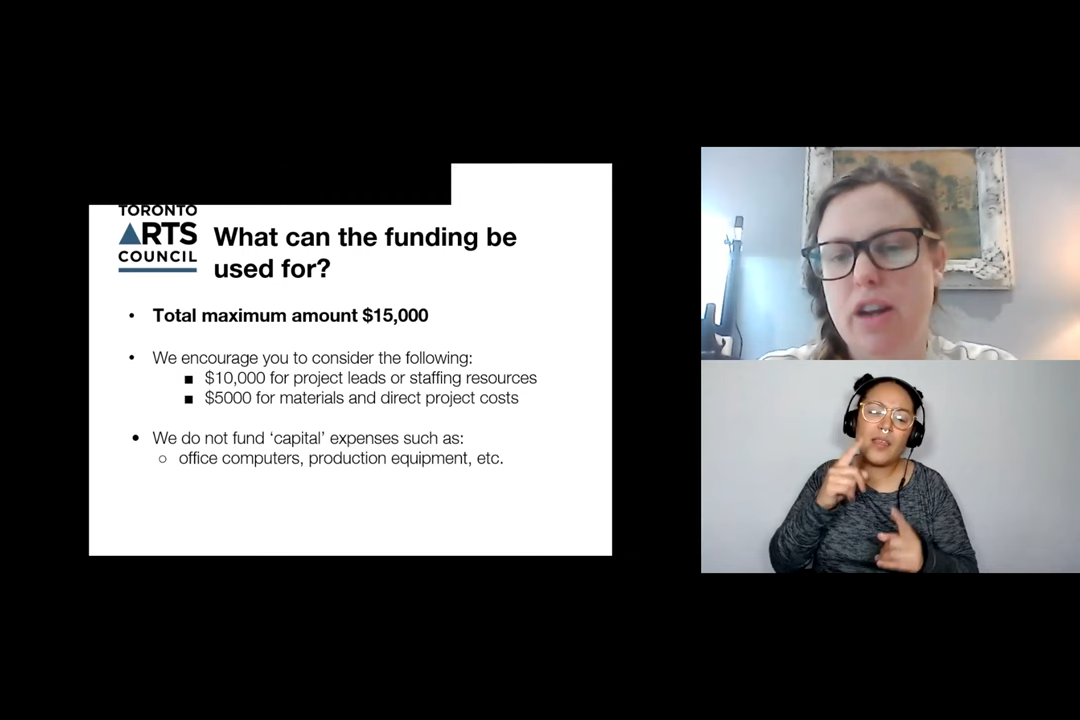 TORONTO
ARTS
COUNCIL
What can the funding be
used for?
• Total maximum amount $15,000
• We encourage you to consider the following:
■ $10,000 for project leads or staffing resources
■ $5000 for materials and direct project costs
• We do not fund ‘capital’ expenses such as:
○ office computers, production equipment, etc.